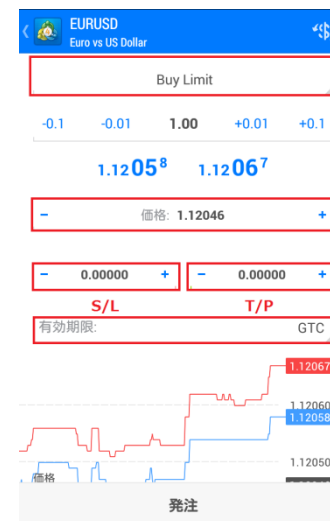 EURUSD
Euro vs US Dollar
Buy Limit
-0.1 -0.01 1.00 +0.01 +0.1
1.12058 1.12067
- 価格: 1.12046 +
- 0.00000 + - 0.00000 +
S/L T/P
有効期限: GTC
1.12067
1.12060
1.12058
1.12050
価格
発注